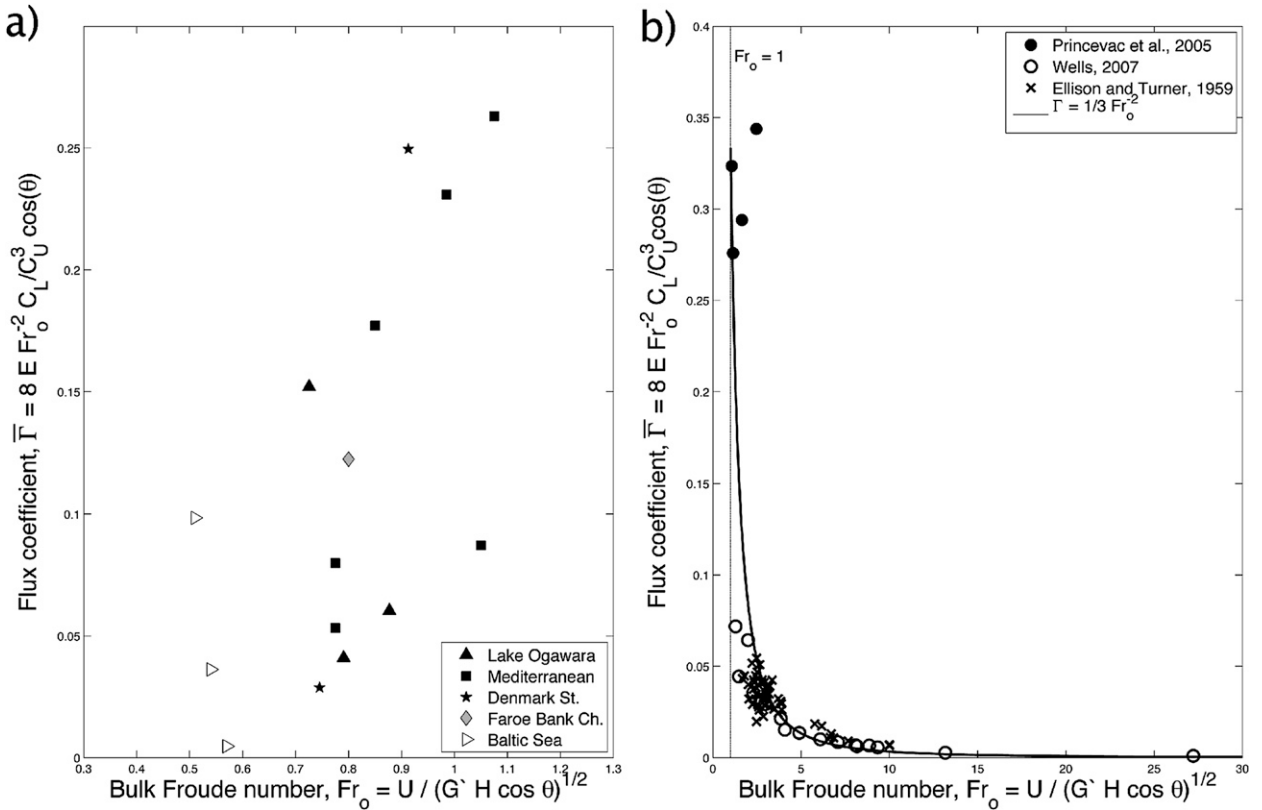 a)
Flux coefficient, Γ̅ = 8 E Fr_o^-2 C_L/C_U^3 cos(θ)
0.25
0.2
0.15
0.1
0.05
0
0.3 0.4 0.5 0.6 0.7 0.8 0.9 1 1.1 1.2 1.3
Bulk Froude number, Fr_o = U / (G` H cos θ)^1/2
Lake Ogawara
Mediterranean
Denmark St.
Faroe Bank Ch.
Baltic Sea
b)
Flux coefficient, Γ̅ = 8 E Fr_o^-2 C_L/C_U^3 cos(θ)
0.4
0.35
0.3
0.25
0.2
0.15
0.1
0.05
0
0 5 10 15 20 25 30
Bulk Froude number, Fr_o = U / (G` H cos θ)^1/2
Fr_o = 1
Princevac et al., 2005
Wells, 2007
Ellison and Turner, 1959
Γ = 1/3 Fr_o^-2